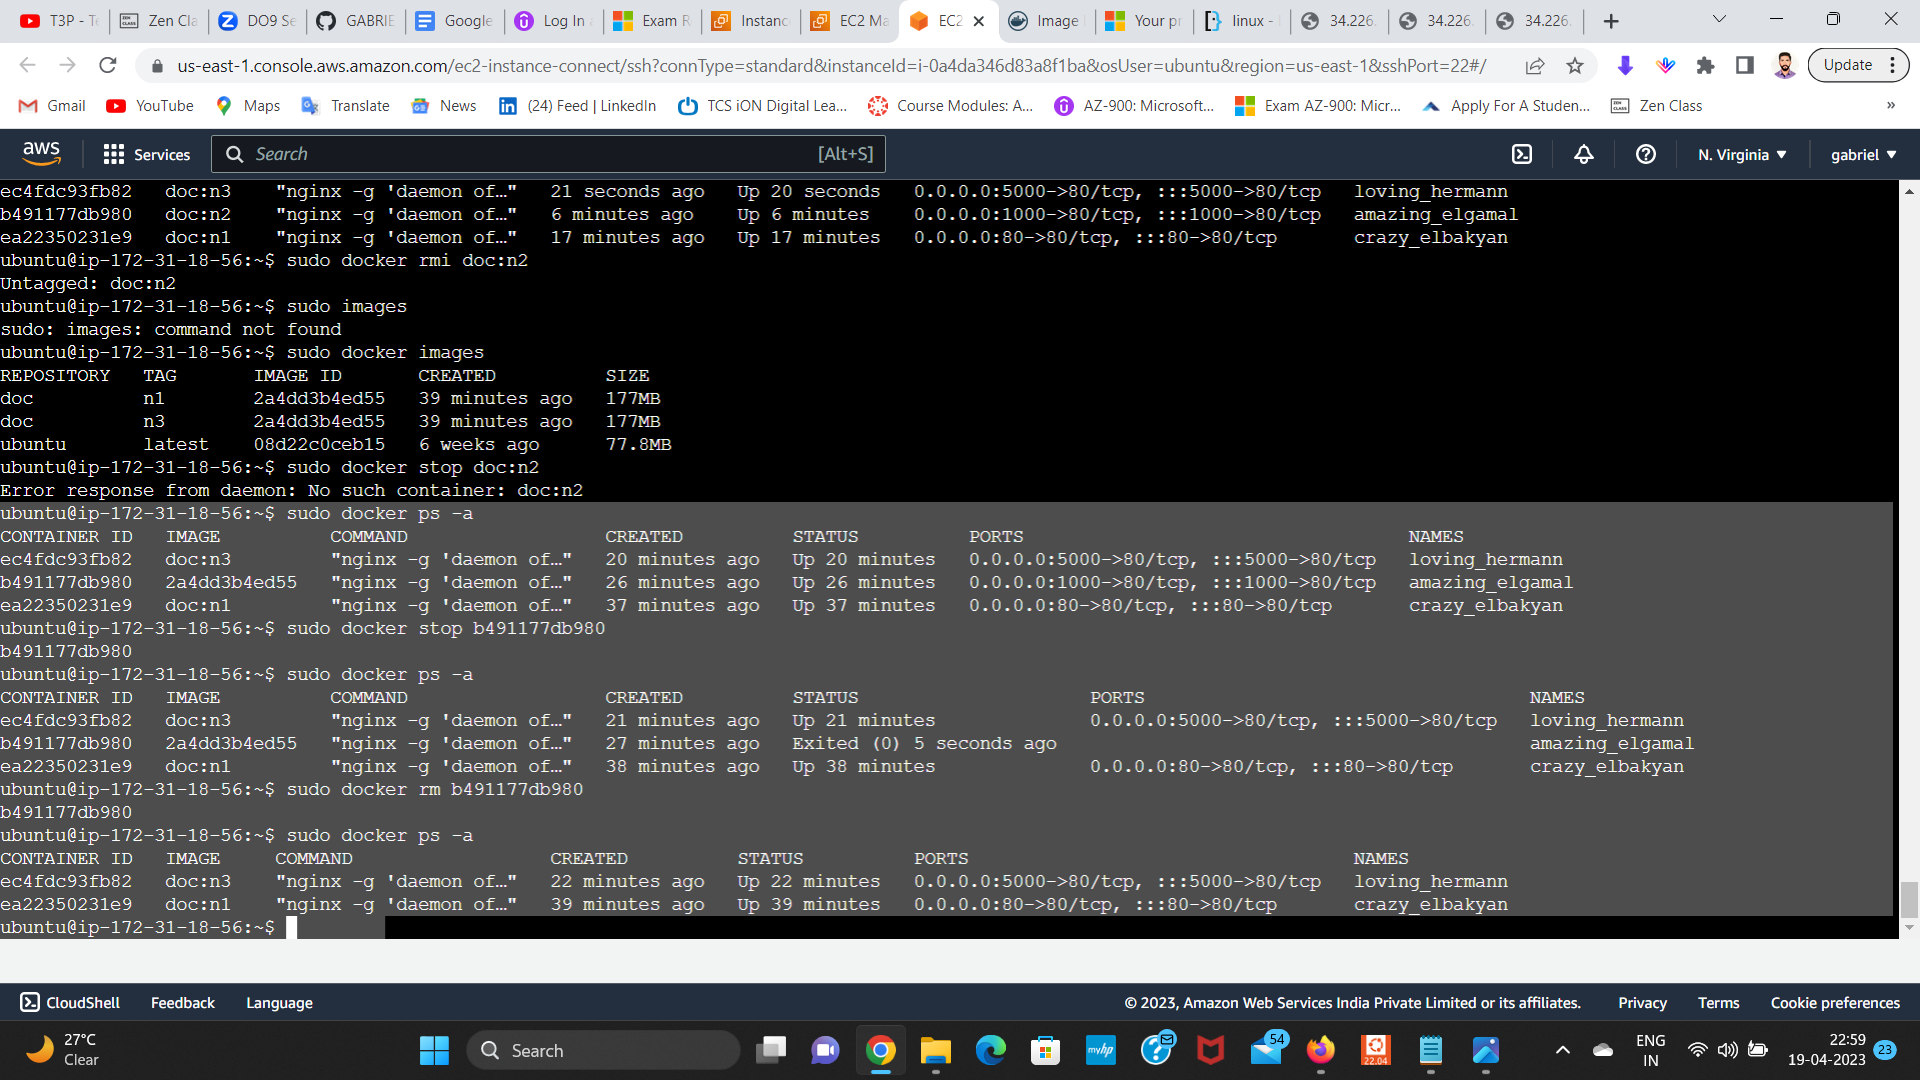 T3P - Te
Zen Cla
DO9 Se
GABRIE
Google
Log In
Exam R
Instanc
EC2 Ma
EC2
Image
Your pr
linux -
34.226.
34.226.
34.226.
us-east-1.console.aws.amazon.com/ec2-instance-connect/ssh?connType=standard&instanceId=i-0a4da346d83a8f1ba&osUser=ubuntu&region=us-east-1&sshPort=22#/
Update
Gmail YouTube Maps Translate News (24) Feed | LinkedIn TCS iON Digital Lea... Course Modules: A... AZ-900: Microsoft... Exam AZ-900: Micr... Apply For A Studen... Zen Class »
aws Services Search [Alt+S] N. Virginia gabriel
ec4fdc93fb82 doc:n3 "nginx -g 'daemon of…" 21 seconds ago Up 20 seconds 0.0.0.0:5000->80/tcp, :::5000->80/tcp loving_hermann
b491177db980 doc:n2 "nginx -g 'daemon of…" 6 minutes ago Up 6 minutes 0.0.0.0:1000->80/tcp, :::1000->80/tcp amazing_elgamal
ea22350231e9 doc:n1 "nginx -g 'daemon of…" 17 minutes ago Up 17 minutes 0.0.0.0:80->80/tcp, :::80->80/tcp crazy_elbakyan
ubuntu@ip-172-31-18-56:~$ sudo docker rmi doc:n2
Untagged: doc:n2
ubuntu@ip-172-31-18-56:~$ sudo images
sudo: images: command not found
ubuntu@ip-172-31-18-56:~$ sudo docker images
REPOSITORY TAG IMAGE ID CREATED SIZE
doc n1 2a4dd3b4ed55 39 minutes ago 177MB
doc n3 2a4dd3b4ed55 39 minutes ago 177MB
ubuntu latest 08d22c0ceb15 6 weeks ago 77.8MB
ubuntu@ip-172-31-18-56:~$ sudo docker stop doc:n2
Error response from daemon: No such container: doc:n2
ubuntu@ip-172-31-18-56:~$ sudo docker ps -a
CONTAINER ID IMAGE COMMAND CREATED STATUS PORTS NAMES
ec4fdc93fb82 doc:n3 "nginx -g 'daemon of…" 20 minutes ago Up 20 minutes 0.0.0.0:5000->80/tcp, :::5000->80/tcp loving_hermann
b491177db980 2a4dd3b4ed55 "nginx -g 'daemon of…" 26 minutes ago Up 26 minutes 0.0.0.0:1000->80/tcp, :::1000->80/tcp amazing_elgamal
ea22350231e9 doc:n1 "nginx -g 'daemon of…" 37 minutes ago Up 37 minutes 0.0.0.0:80->80/tcp, :::80->80/tcp crazy_elbakyan
ubuntu@ip-172-31-18-56:~$ sudo docker stop b491177db980
b491177db980
ubuntu@ip-172-31-18-56:~$ sudo docker ps -a
CONTAINER ID IMAGE COMMAND CREATED STATUS PORTS NAMES
ec4fdc93fb82 doc:n3 "nginx -g 'daemon of…" 21 minutes ago Up 21 minutes 0.0.0.0:5000->80/tcp, :::5000->80/tcp loving_hermann
b491177db980 2a4dd3b4ed55 "nginx -g 'daemon of…" 27 minutes ago Exited (0) 5 seconds ago amazing_elgamal
ea22350231e9 doc:n1 "nginx -g 'daemon of…" 38 minutes ago Up 38 minutes 0.0.0.0:80->80/tcp, :::80->80/tcp crazy_elbakyan
ubuntu@ip-172-31-18-56:~$ sudo docker rm b491177db980
b491177db980
ubuntu@ip-172-31-18-56:~$ sudo docker ps -a
CONTAINER ID IMAGE COMMAND CREATED STATUS PORTS NAMES
ec4fdc93fb82 doc:n3 "nginx -g 'daemon of…" 22 minutes ago Up 22 minutes 0.0.0.0:5000->80/tcp, :::5000->80/tcp loving_hermann
ea22350231e9 doc:n1 "nginx -g 'daemon of…" 39 minutes ago Up 39 minutes 0.0.0.0:80->80/tcp, :::80->80/tcp crazy_elbakyan
ubuntu@ip-172-31-18-56:~$
CloudShell Feedback Language © 2023, Amazon Web Services India Private Limited or its affiliates. Privacy Terms Cookie preferences
27°C
Clear
Search
myhp
54
22.04
ENG
IN
22:59
19-04-2023
23